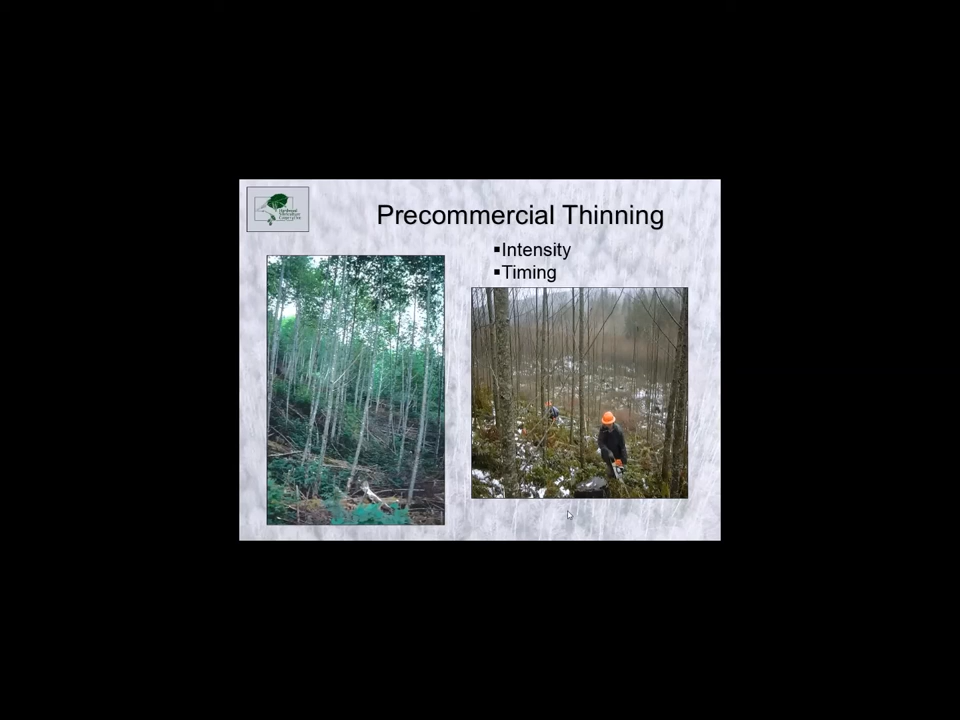 Precommercial Thinning
▪Intensity
▪Timing